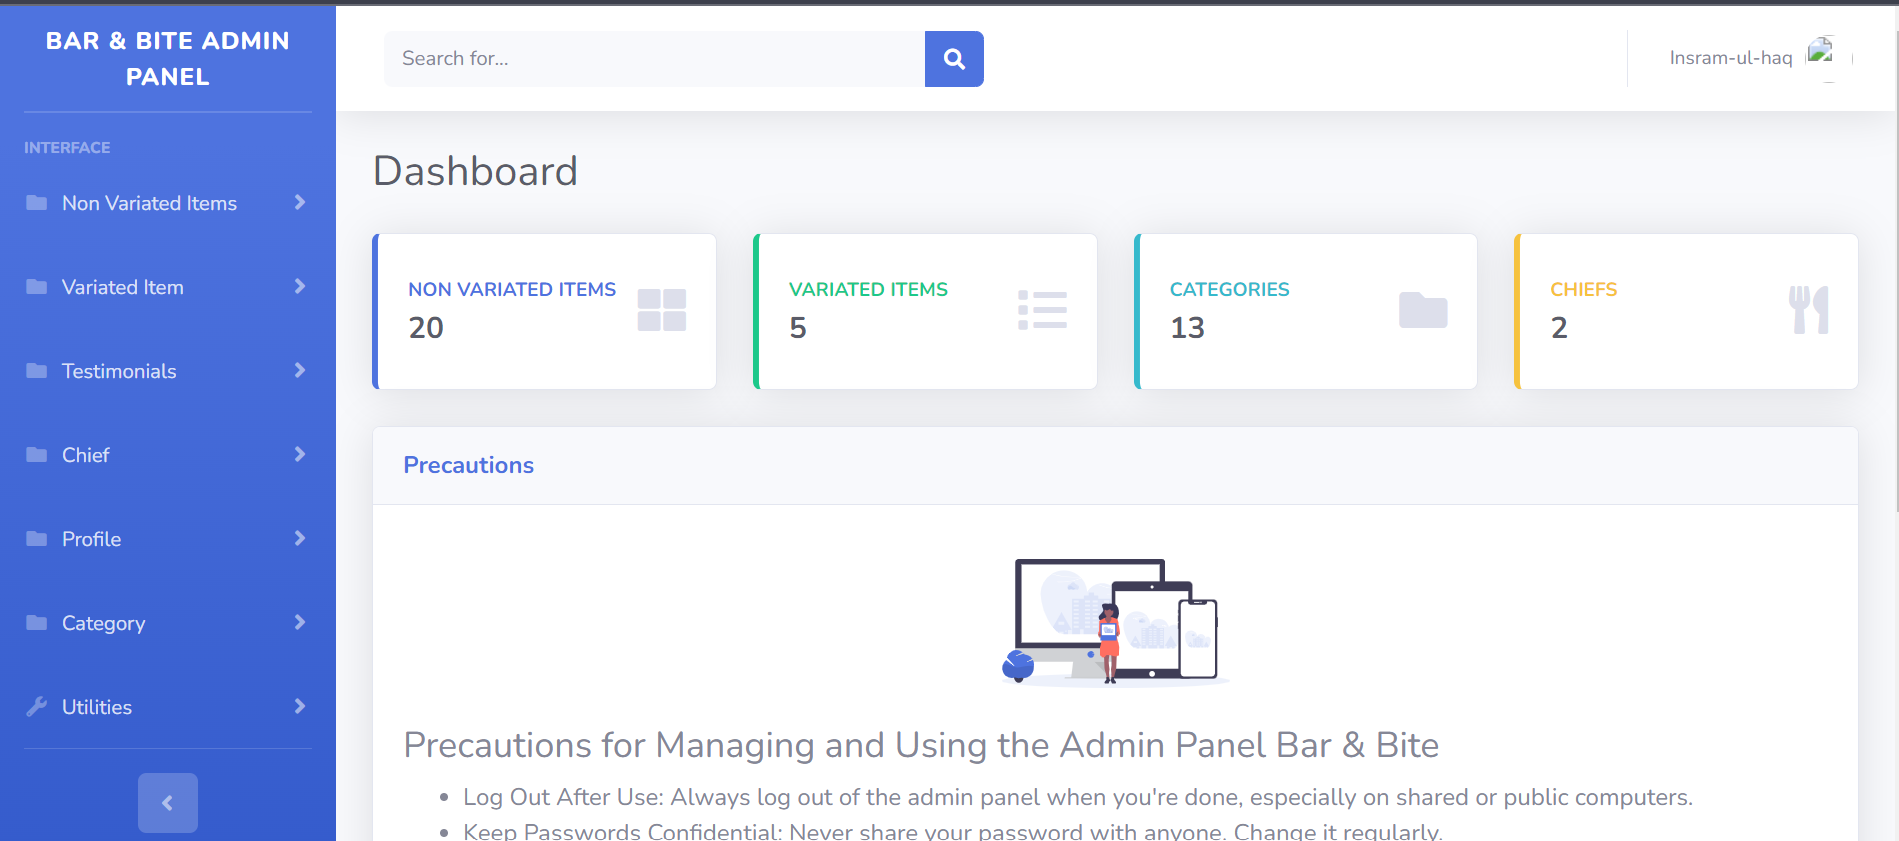 BAR & BITE ADMIN
PANEL
INTERFACE
Non Variated Items
Variated Item
Testimonials
Chief
Profile
Category
Utilities
Search for...
Insram-ul-haq
Dashboard
NON VARIATED ITEMS
20
VARIATED ITEMS
5
CATEGORIES
13
CHIEFS
2
Precautions
Precautions for Managing and Using the Admin Panel Bar & Bite
Log Out After Use: Always log out of the admin panel when you're done, especially on shared or public computers.
Keep Passwords Confidential: Never share your password with anyone. Change it regularly.